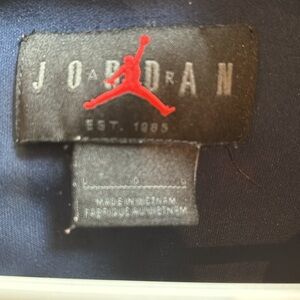 JORDAN
EST. 1985
L G
MADE IN VIETNAM
FABRIQUE AU VIETNAM